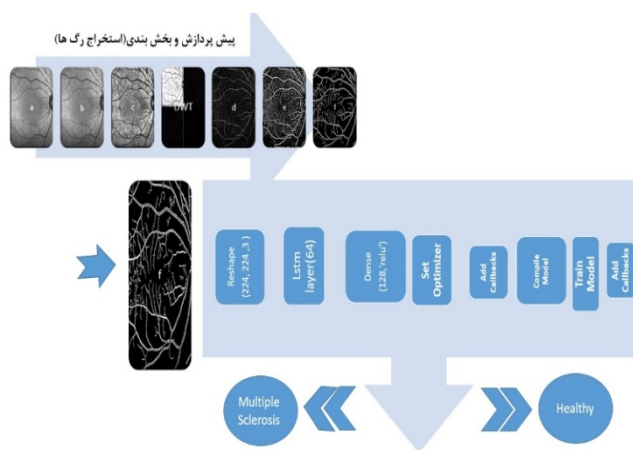 پیش پردازش و بخش بندی(استخراج رگ ها)
a
b
c
DWT
d
e
f
Reshape
(224, 224 ,3 )
Lstm
layer(64)
Dense
(128,'relu')
Set
Optimizer
Add
Callbacks
Compile
Model
Train
Model
Add
Callbacks
Multiple
Sclerosis
Healthy